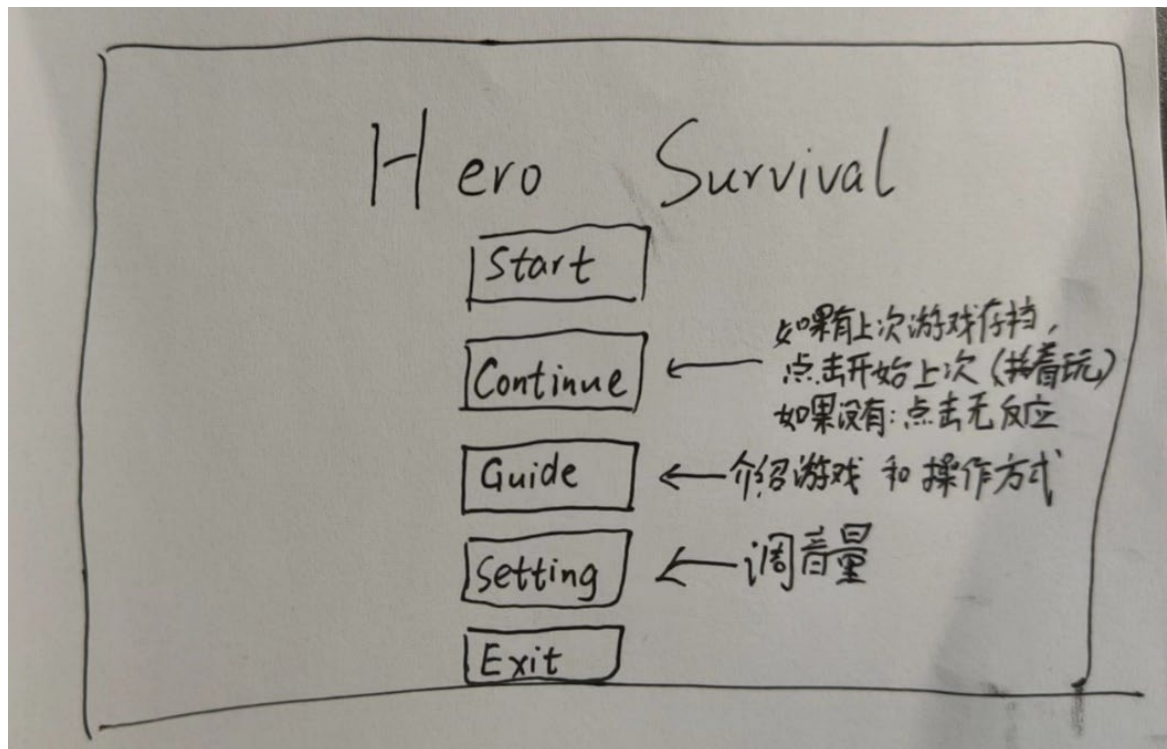 Hero Survival
Start
Continue
如果有上次游戏存档，
点击开始上次（接着玩）
如果没有：点击无反应
Guide
介绍游戏 和 操作方式
Setting
调音量
Exit